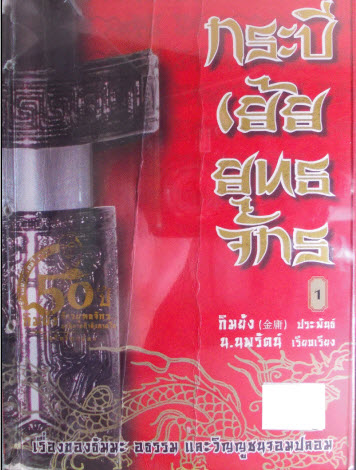 กระบี่
เย้ย
ยุทธ
จักร
1
กิมย้ง (金庸) ประพันธ์
น.นพรัตน์ เรียบเรียง
50 ปี
เรื่องของธัมมะ อธรรม และวิญญูชนจอมปลอม